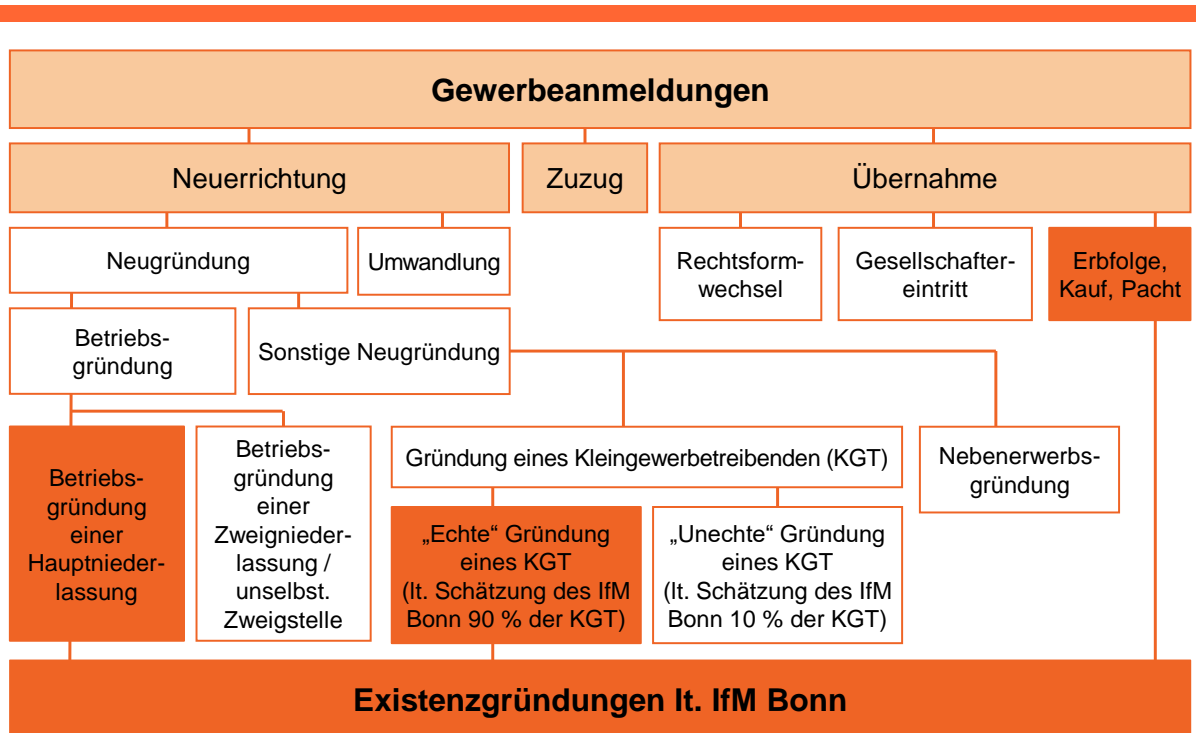 Gewerbeanmeldungen
Neuerrichtung
Zuzug
Übernahme
Neugründung
Umwandlung
Rechtsform-
wechsel
Gesellschafter-
eintritt
Erbfolge,
Kauf, Pacht
Betriebs-
gründung
Sonstige Neugründung
Betriebs-
gründung
einer
Hauptnieder-
lassung
Betriebs-
gründung
einer
Zweignieder-
lassung /
unselbst.
Zweigstelle
Gründung eines Kleingewerbetreibenden (KGT)
Nebenerwerbs-
gründung
„Echte“ Gründung
eines KGT
(lt. Schätzung des IfM
Bonn 90 % der KGT)
„Unechte“ Gründung
eines KGT
(lt. Schätzung des IfM
Bonn 10 % der KGT)
Existenzgründungen lt. IfM Bonn